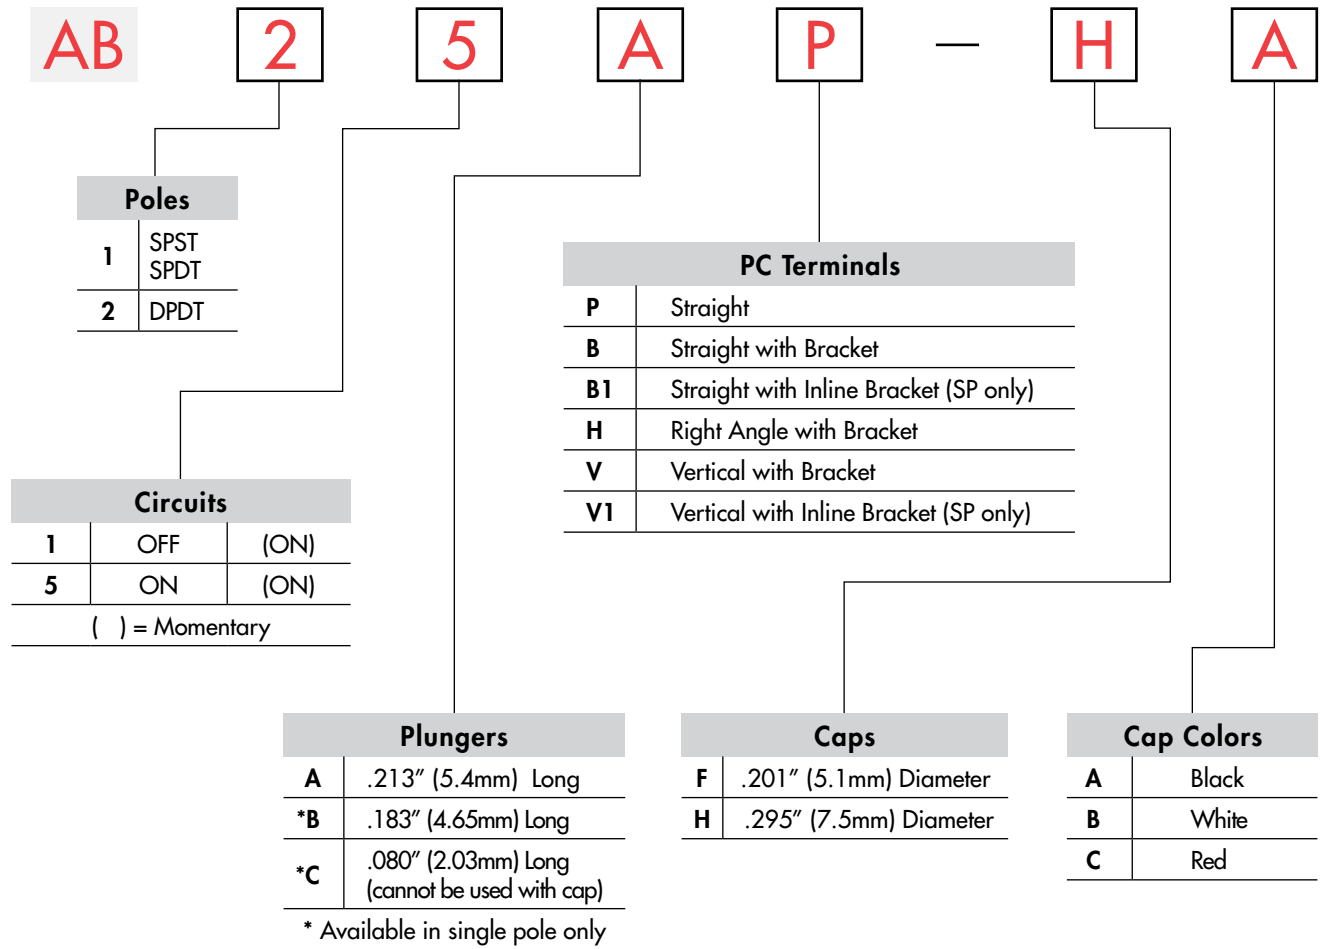 AB 2 5 A P — H A
Poles
1 SPST
SPDT
2 DPDT
PC Terminals
P Straight
B Straight with Bracket
B1 Straight with Inline Bracket (SP only)
H Right Angle with Bracket
V Vertical with Bracket
V1 Vertical with Inline Bracket (SP only)
Circuits
1 OFF (ON)
5 ON (ON)
( ) = Momentary
Plungers
A .213” (5.4mm) Long
*B .183” (4.65mm) Long
*C .080” (2.03mm) Long
(cannot be used with cap)
* Available in single pole only
Caps
F .201” (5.1mm) Diameter
H .295” (7.5mm) Diameter
Cap Colors
A Black
B White
C Red